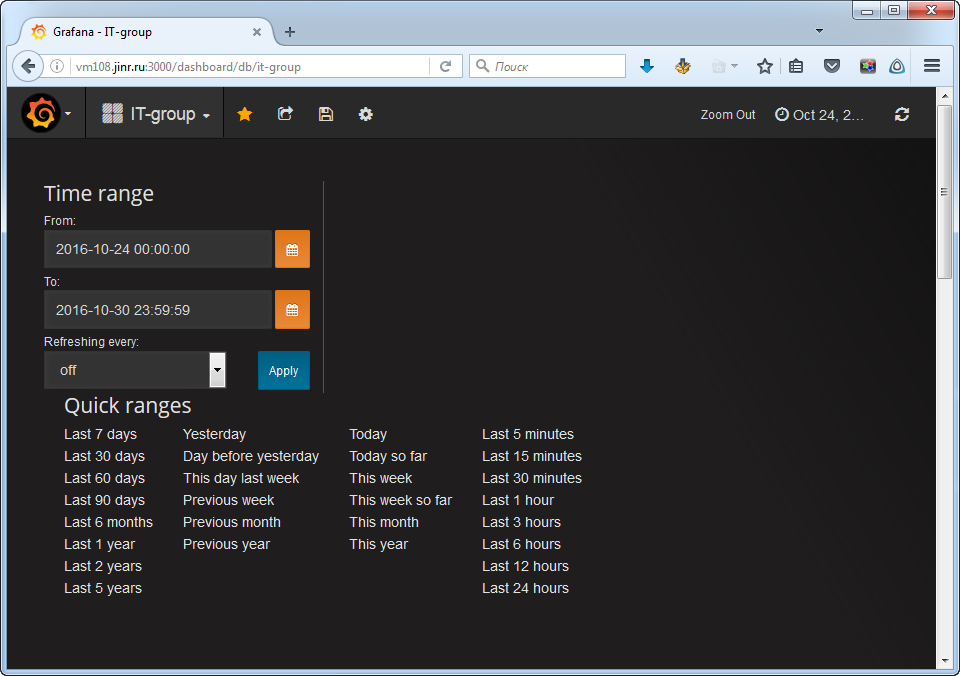 Grafana - IT-group
vm108.jinr.ru:3000/dashboard/db/it-group
Поиск
IT-group
Zoom Out
Oct 24, 2...
Time range
From:
2016-10-24 00:00:00
To:
2016-10-30 23:59:59
Refreshing every:
off
Apply
Quick ranges
Last 7 days Yesterday Today Last 5 minutes
Last 30 days Day before yesterday Today so far Last 15 minutes
Last 60 days This day last week This week Last 30 minutes
Last 90 days Previous week This week so far Last 1 hour
Last 6 months Previous month This month Last 3 hours
Last 1 year Previous year This year Last 6 hours
Last 2 years Last 12 hours
Last 5 years Last 24 hours